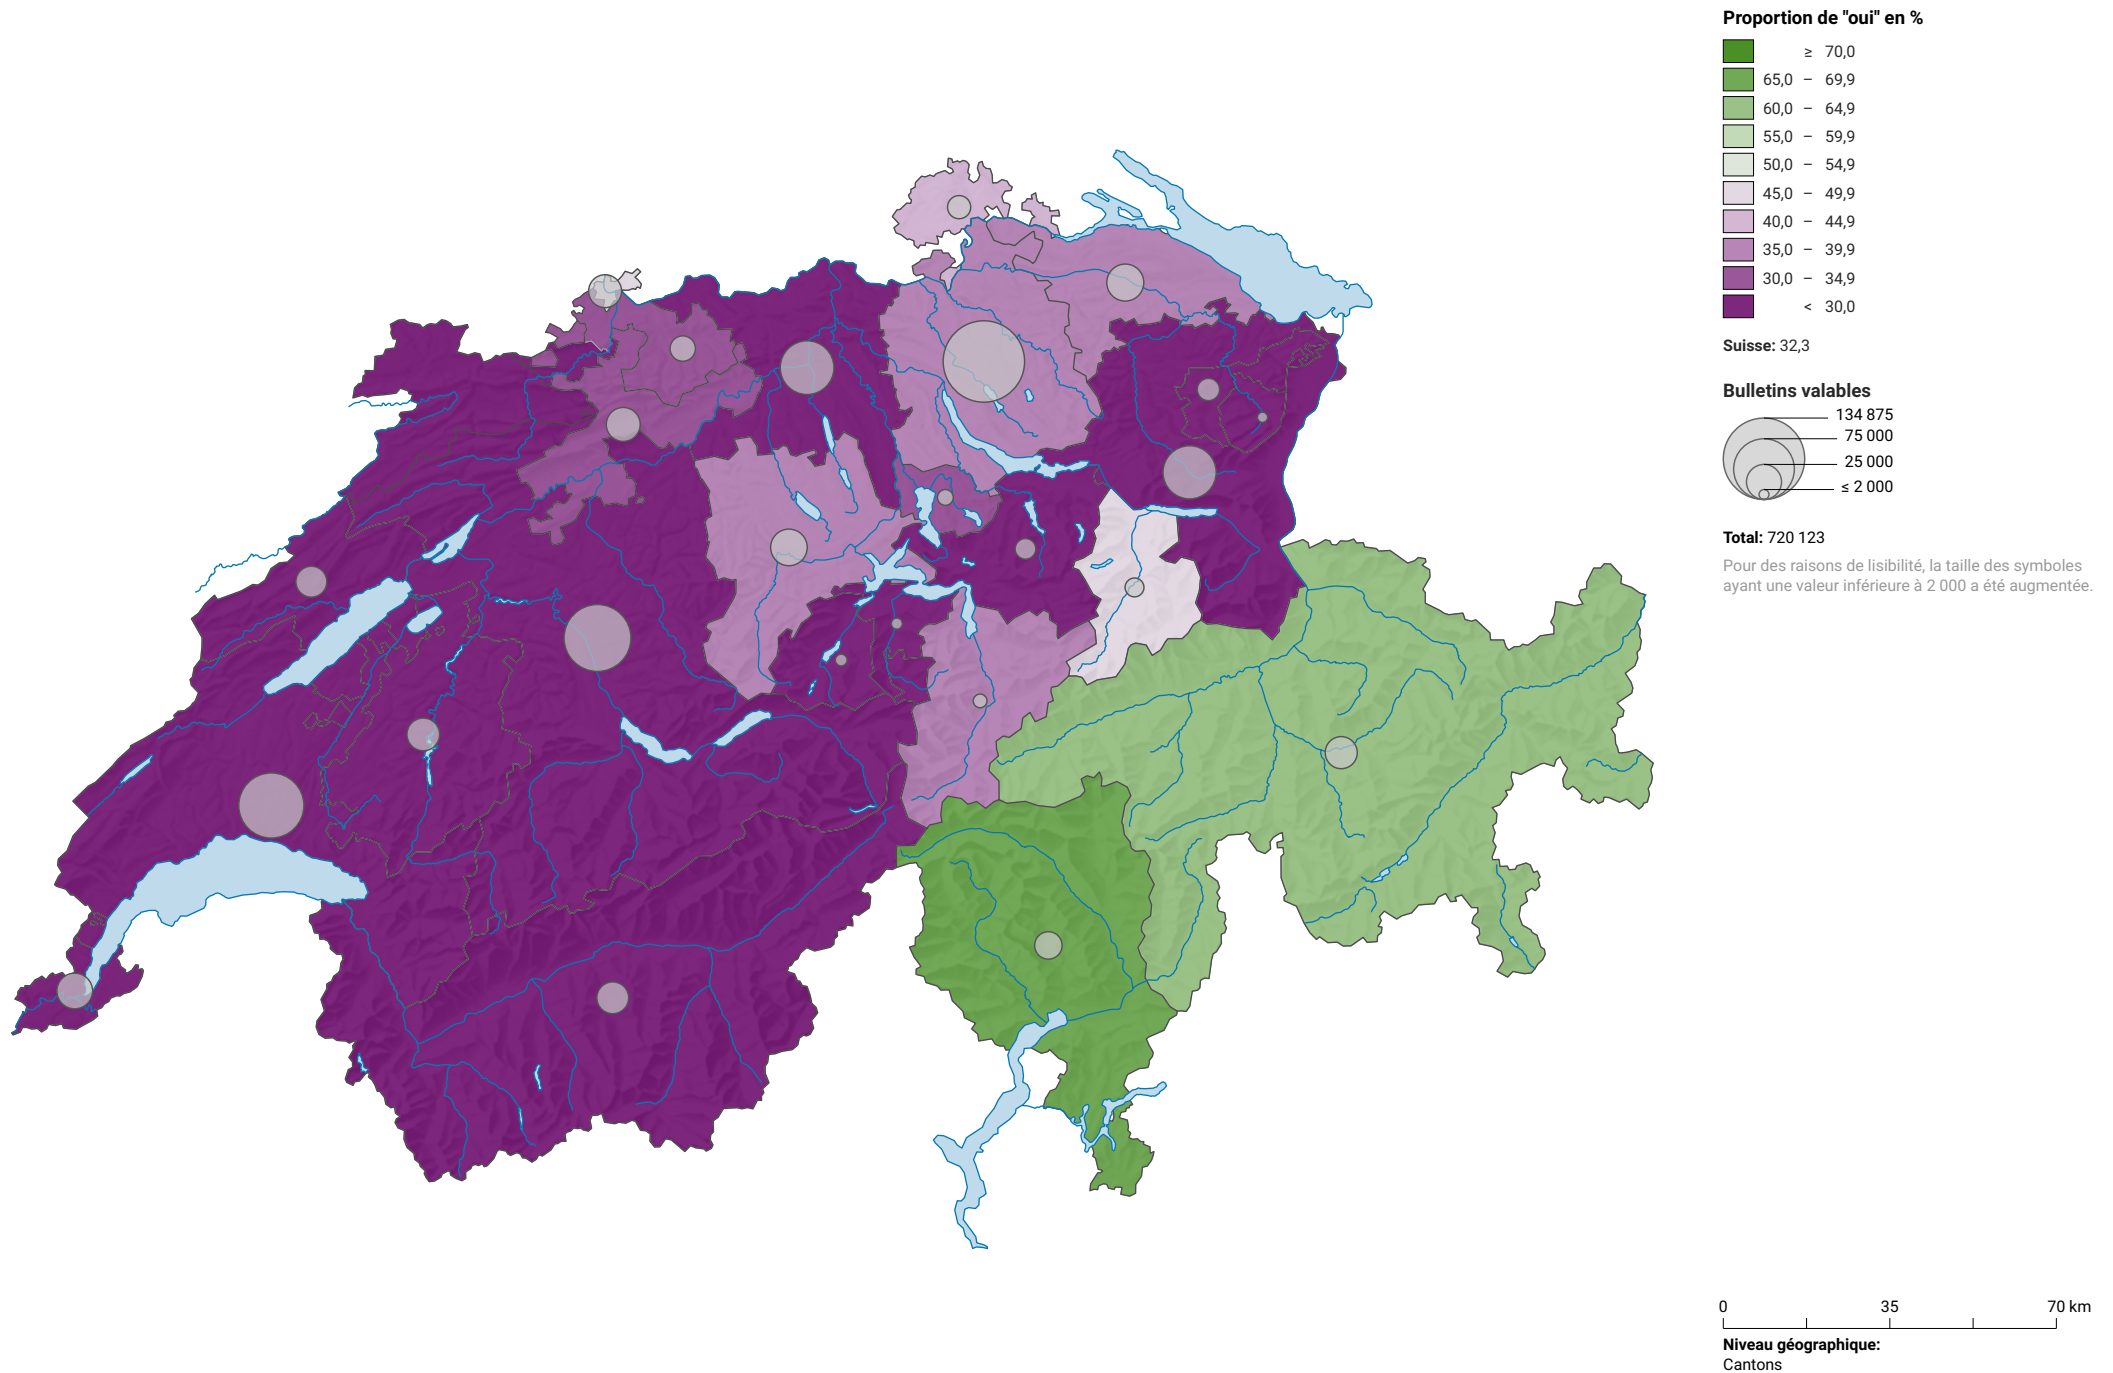 Proportion de "oui" en %
≥ 70,0
65,0 – 69,9
60,0 – 64,9
55,0 – 59,9
50,0 – 54,9
45,0 – 49,9
40,0 – 44,9
35,0 – 39,9
30,0 – 34,9
< 30,0
Suisse: 32,3
Bulletins valables
134 875
75 000
25 000
≤ 2 000
Total: 720 123
Pour des raisons de lisibilité, la taille des symboles
ayant une valeur inférieure à 2 000 a été augmentée.
0 35 70 km
Niveau géographique:
Cantons